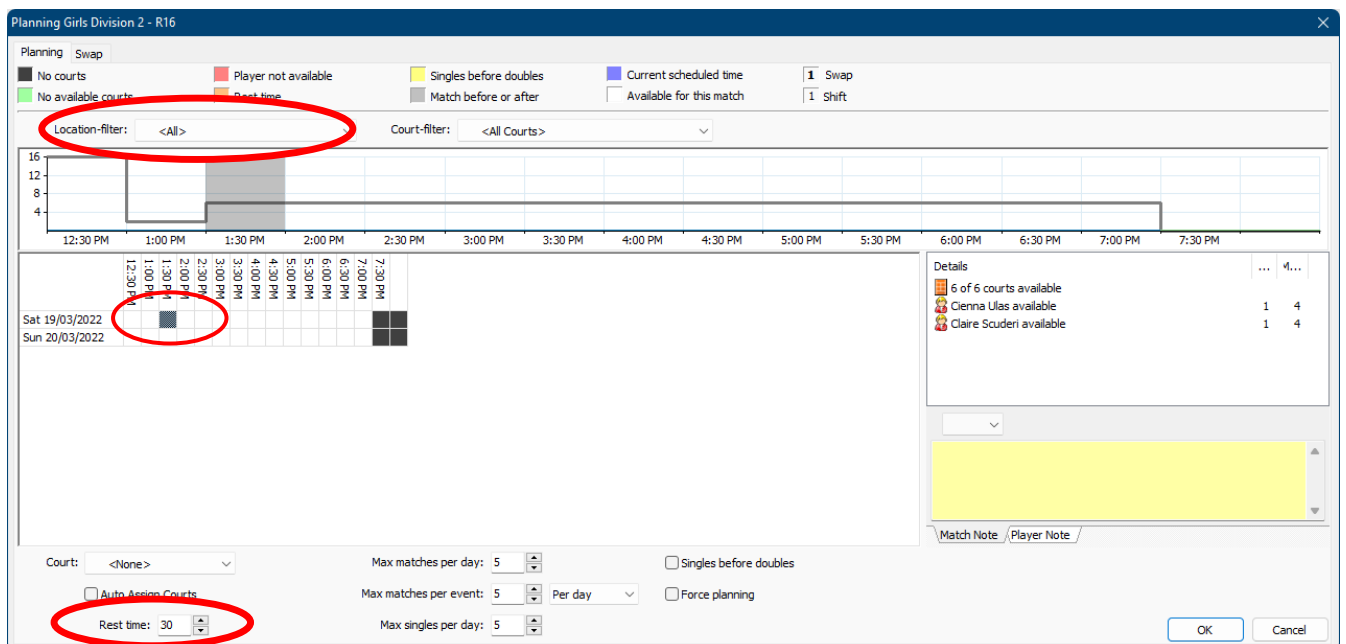 Planning Girls Division 2 - R16
Planning Swap
No courts Player not available Singles before doubles Current scheduled time 1 Swap
No available courts Rest time Match before or after Available for this match 1 Shift
Location-filter: <All> Court-filter: <All Courts>
16
12
8
4
12:30 PM 1:00 PM 1:30 PM 2:00 PM 2:30 PM 3:00 PM 3:30 PM 4:00 PM 4:30 PM 5:00 PM 5:30 PM 6:00 PM 6:30 PM 7:00 PM 7:30 PM
12:30 PM 1:00 PM 1:30 PM 2:00 PM 2:30 PM 3:00 PM 3:30 PM 4:00 PM 4:30 PM 5:00 PM 5:30 PM 6:00 PM 6:30 PM 7:00 PM 7:30 PM
Sat 19/03/2022
Sun 20/03/2022
Details ... M...
6 of 6 courts available
Cienna Ulas available 1 4
Claire Scuderi available 1 4
Match Note Player Note
Court: <None> Max matches per day: 5 Singles before doubles
Auto Assign Courts Max matches per event: 5 Per day Force planning
Rest time: 30 Max singles per day: 5
OK Cancel